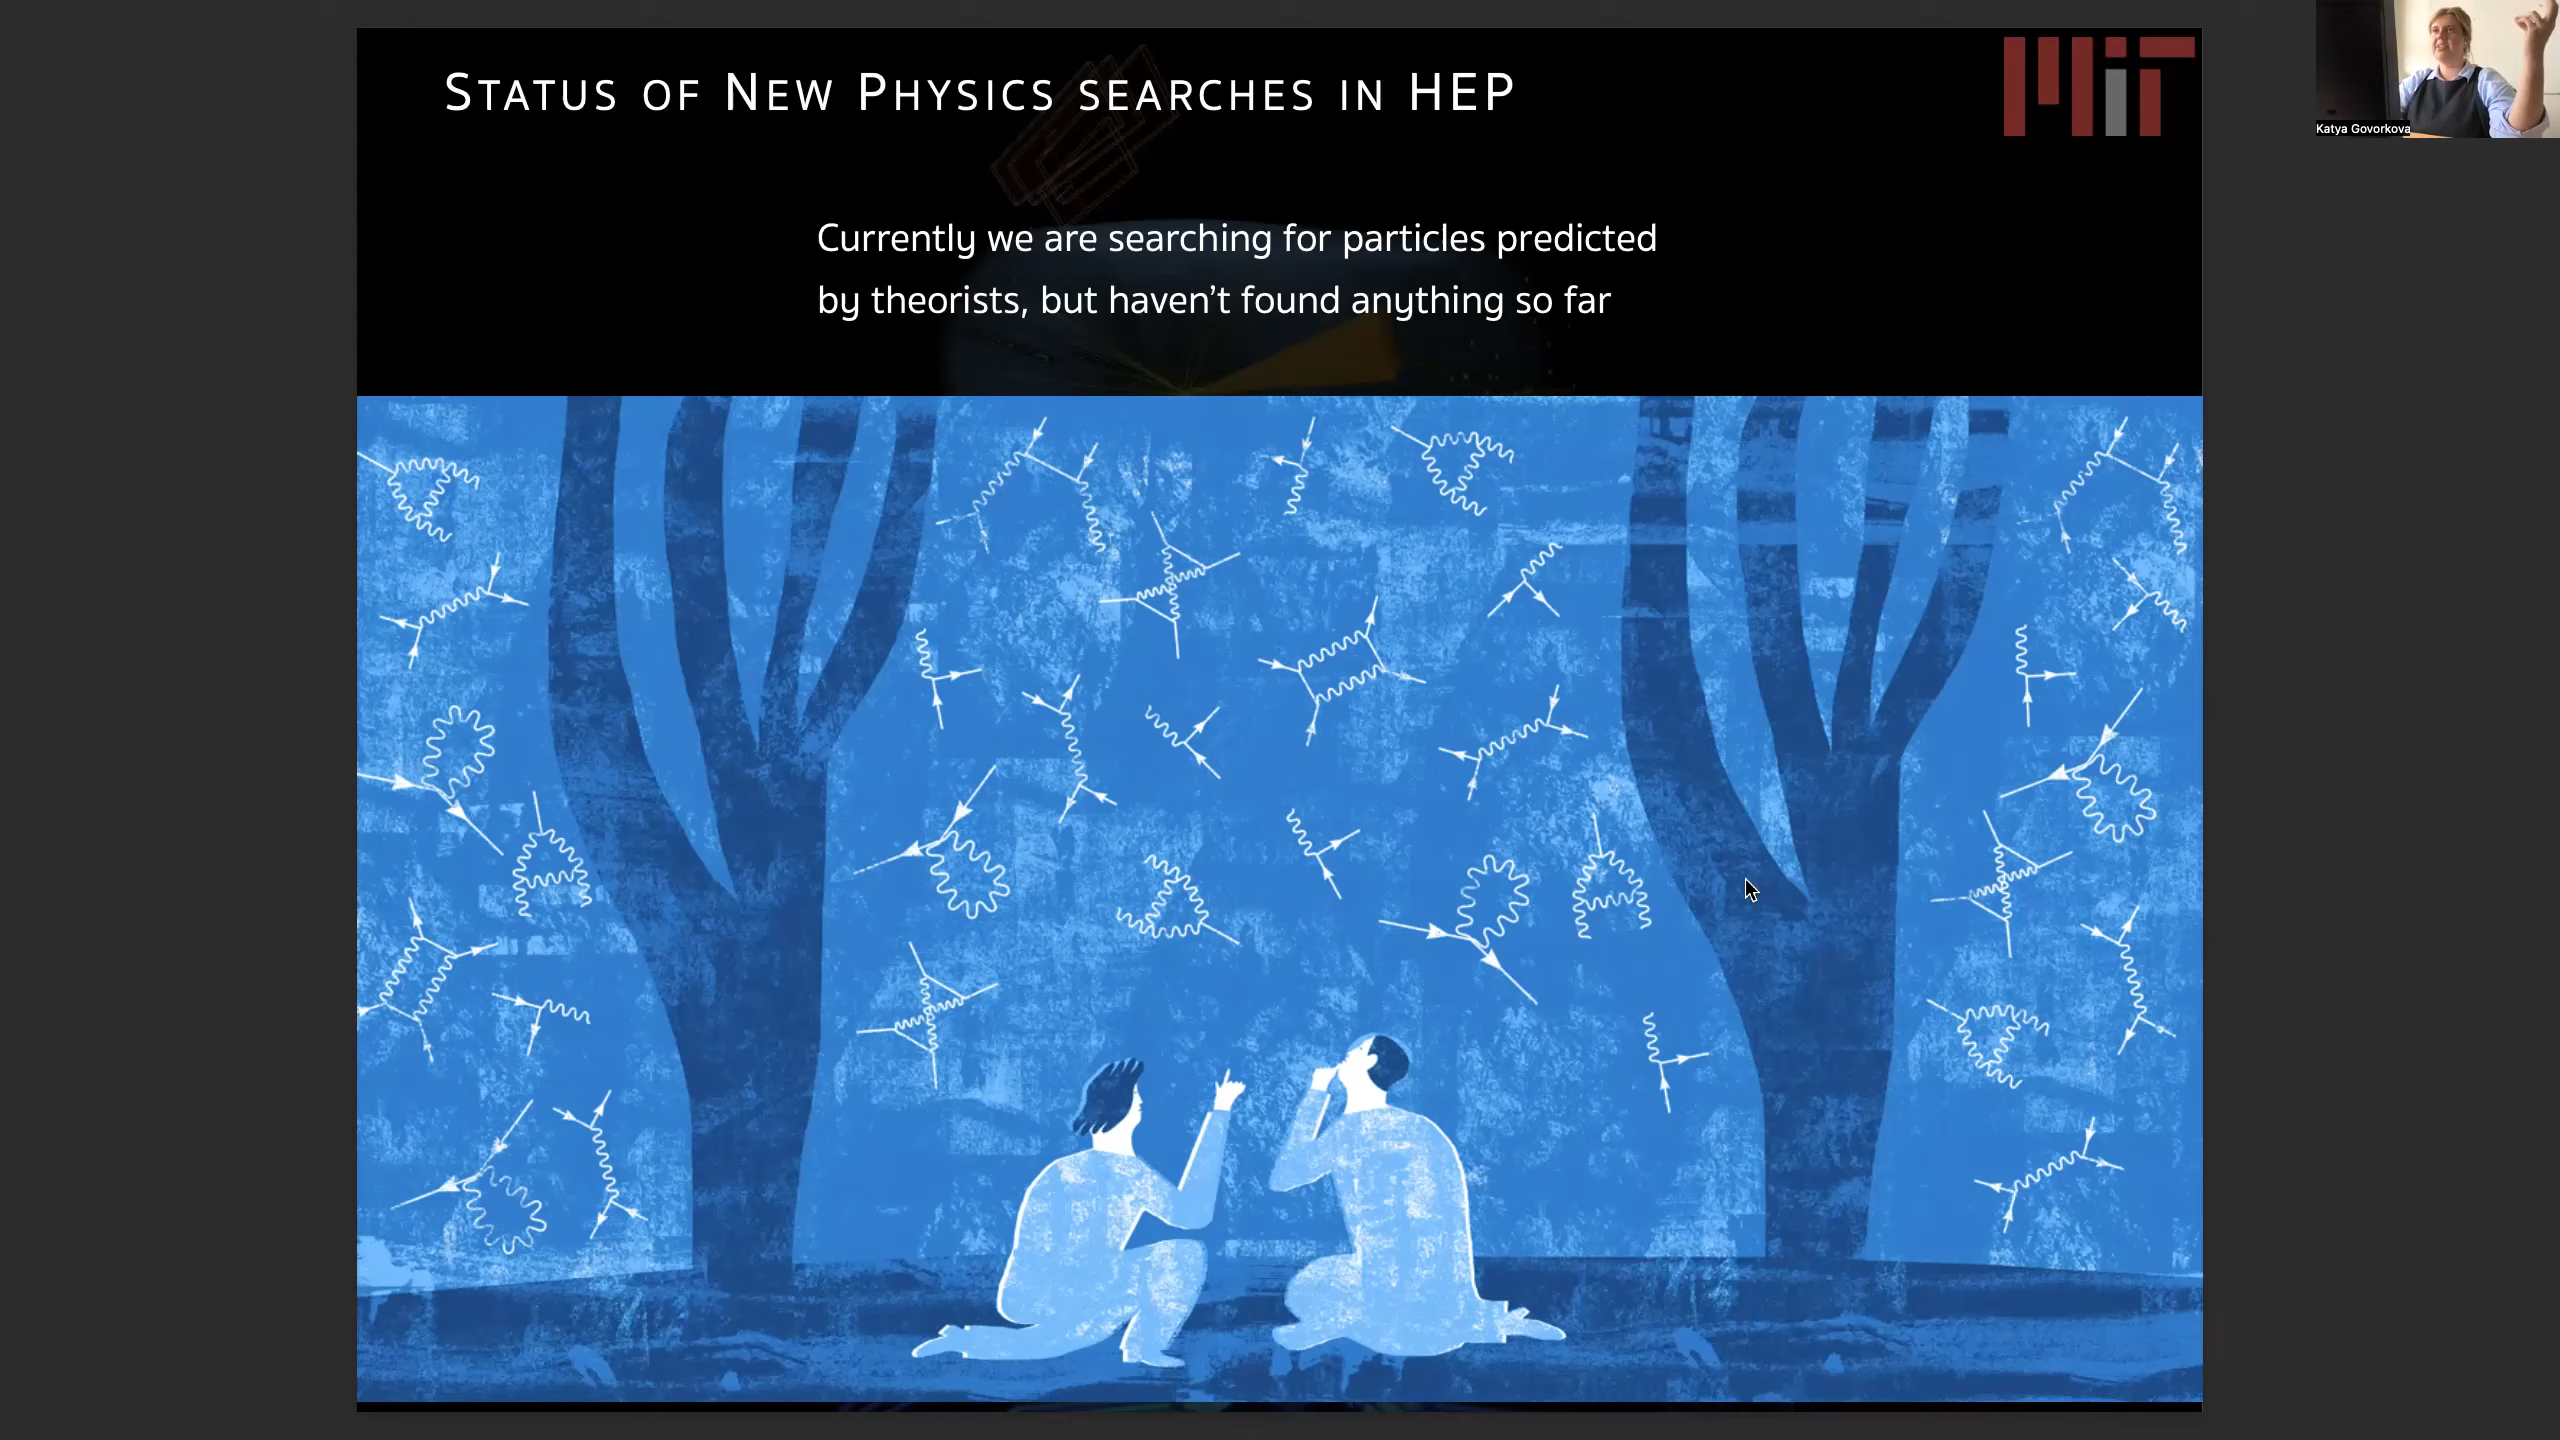 Status of New Physics searches in HEP
MIT
Katya Govorkova
Currently we are searching for particles predicted
by theorists, but haven’t found anything so far